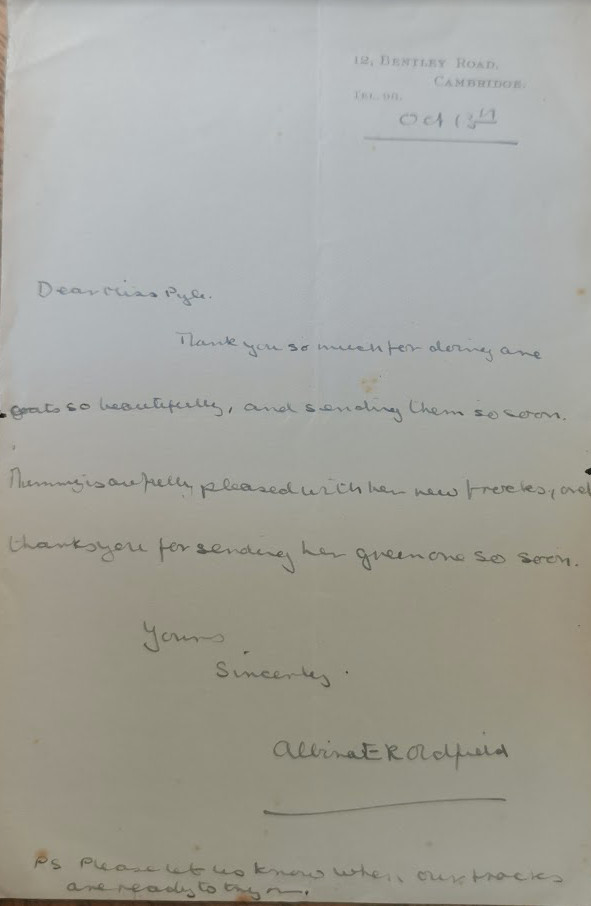 12, BENTLEY ROAD,
CAMBRIDGE.
TEL. 98.
Oct 13th
Dear Miss Pyle.
Thank you so much for doing are
coats so beautifully, and sending them so soon.
Mummy is awfully pleased with her new frocks, and
thanks you for sending her green one so soon.
Yours
Sincerly.
Albinat E R Oldfield
PS Please let us know when our frocks
are ready to try on.